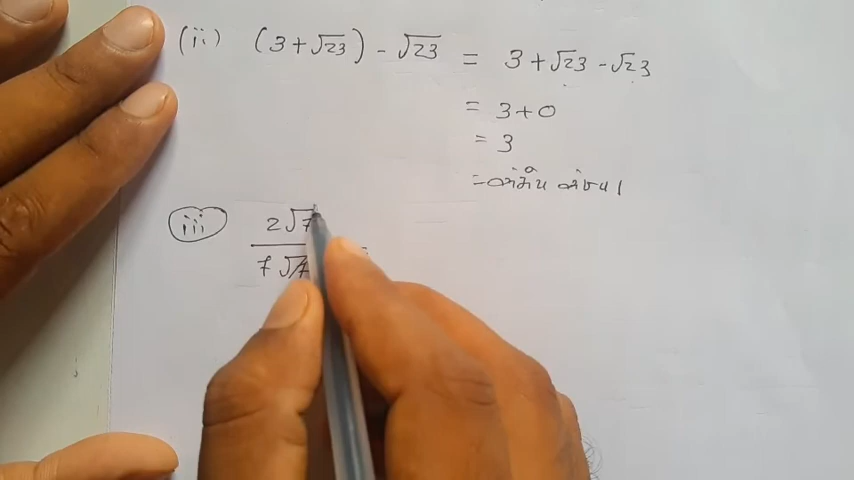 (ii) (3+√23) - √23 = 3+√23 -√23
= 3+0
= 3
iii 2√7
7√7 =